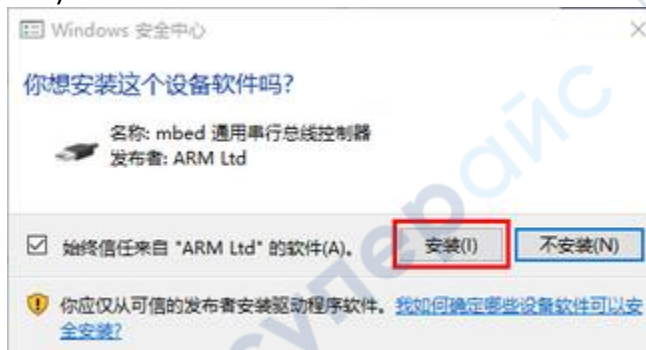 Windows 安全中心
你想安装这个设备软件吗?
名称: mbed 通用串行总线控制器
发布者: ARM Ltd
始终信任来自 "ARM Ltd" 的软件(A)。
安装(I)
不安装(N)
你应仅从可信的发布者安装驱动程序软件。我如何确定哪些设备软件可以安
全安装?